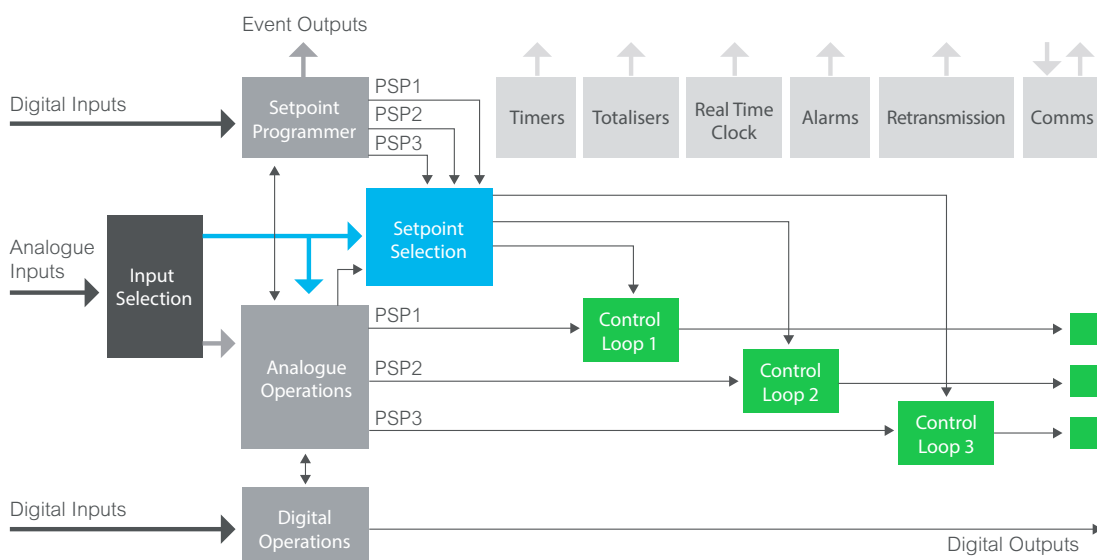 Event Outputs
Digital Inputs
Setpoint
Programmer
PSP1
PSP2
PSP3
Timers
Totalisers
Real Time
Clock
Alarms
Retransmission
Comms
Analogue
Inputs
Input
Selection
Setpoint
Selection
Analogue
Operations
PSP1
PSP2
PSP3
Control
Loop 1
Control
Loop 2
Control
Loop 3
Digital Inputs
Digital
Operations
Digital Outputs